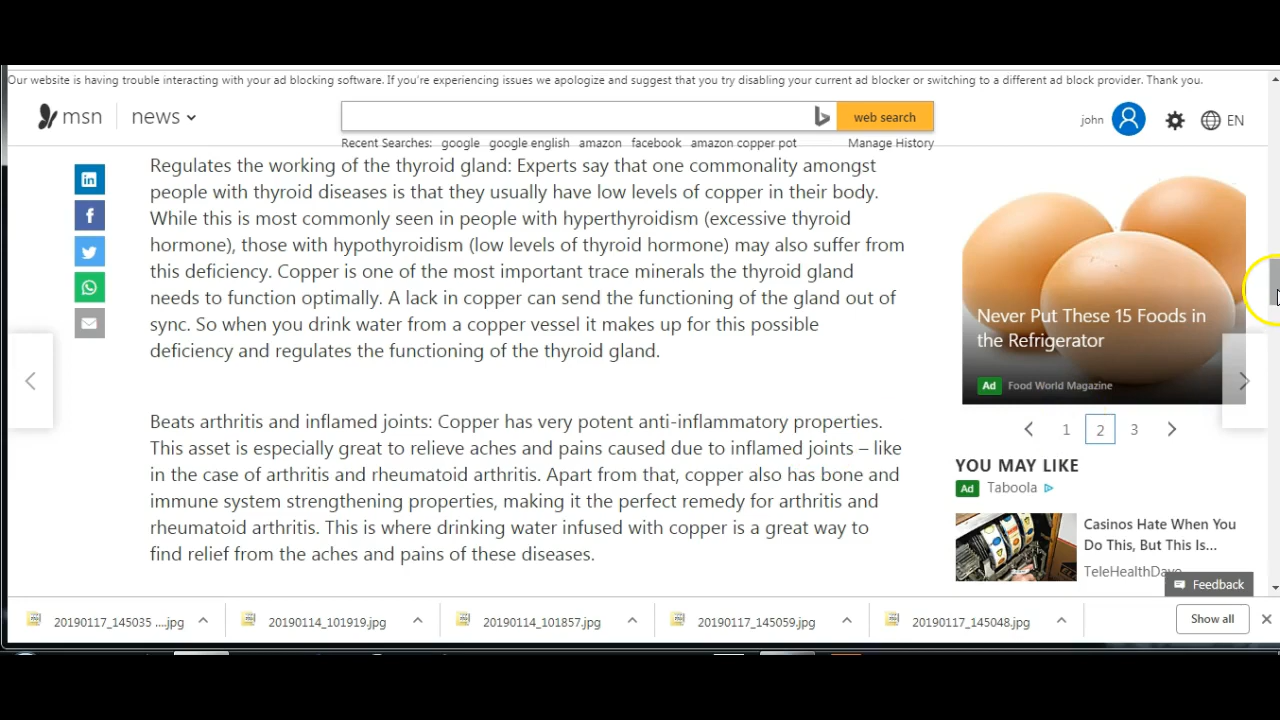 Our website is having trouble interacting with your ad blocking software. If you're experiencing issues we apologize and suggest that you try disabling your current ad blocker or switching to a different ad block provider. Thank you.
msn
news
web search
john
EN
Recent Searches: google google english amazon facebook amazon copper pot Manage History
Regulates the working of the thyroid gland: Experts say that one commonality amongst
people with thyroid diseases is that they usually have low levels of copper in their body.
While this is most commonly seen in people with hyperthyroidism (excessive thyroid
hormone), those with hypothyroidism (low levels of thyroid hormone) may also suffer from
this deficiency. Copper is one of the most important trace minerals the thyroid gland
needs to function optimally. A lack in copper can send the functioning of the gland out of
sync. So when you drink water from a copper vessel it makes up for this possible
deficiency and regulates the functioning of the thyroid gland.
Beats arthritis and inflamed joints: Copper has very potent anti-inflammatory properties.
This asset is especially great to relieve aches and pains caused due to inflamed joints – like
in the case of arthritis and rheumatoid arthritis. Apart from that, copper also has bone and
immune system strengthening properties, making it the perfect remedy for arthritis and
rheumatoid arthritis. This is where drinking water infused with copper is a great way to
find relief from the aches and pains of these diseases.
Never Put These 15 Foods in
the Refrigerator
Ad Food World Magazine
1 2 3
YOU MAY LIKE
Ad Taboola
Casinos Hate When You
Do This, But This Is...
Feedback
20190117_145035 ....jpg
20190114_101919.jpg
20190114_101857.jpg
20190117_145059.jpg
20190117_145048.jpg
Show all